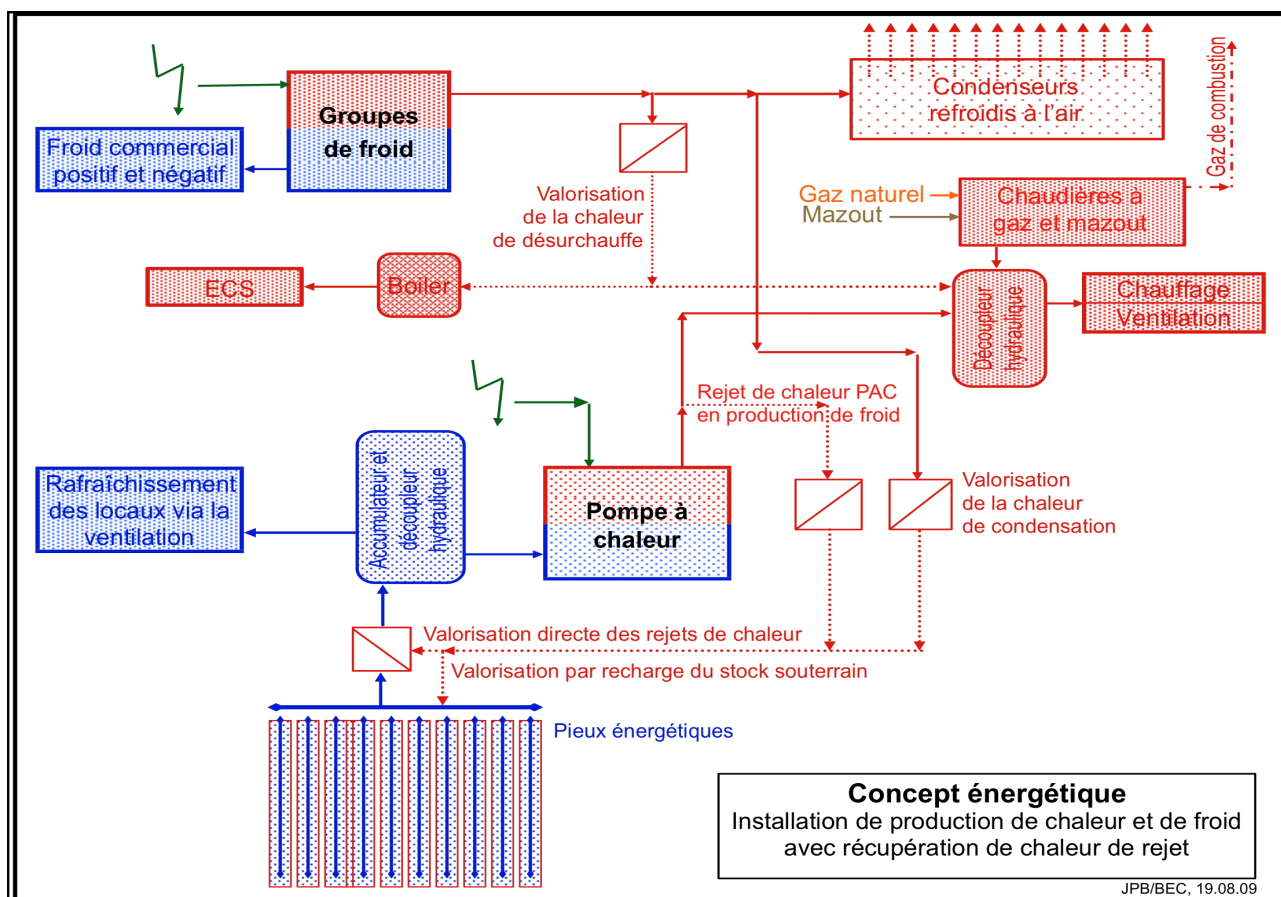 Groupes
de froid
Froid commercial
positif et négatif
Condenseurs
refroidis à l'air
Gaz de combustion
Valorisation
de la chaleur
de désurchauffe
Gaz naturel
Mazout
Chaudières à
gaz et mazout
ECS
Boiler
Découpleur
hydraulique
Chauffage
Ventilation
Rejet de chaleur PAC
en production de froid
Rafraîchissement
des locaux via la
ventilation
Accumulateur et
découpleur
hydraulique
Pompe à
chaleur
Valorisation
de la chaleur
de condensation
Valorisation directe des rejets de chaleur
Valorisation par recharge du stock souterrain
Pieux énergétiques
Concept énergétique
Installation de production de chaleur et de froid
avec récupération de chaleur de rejet
JPB/BEC, 19.08.09